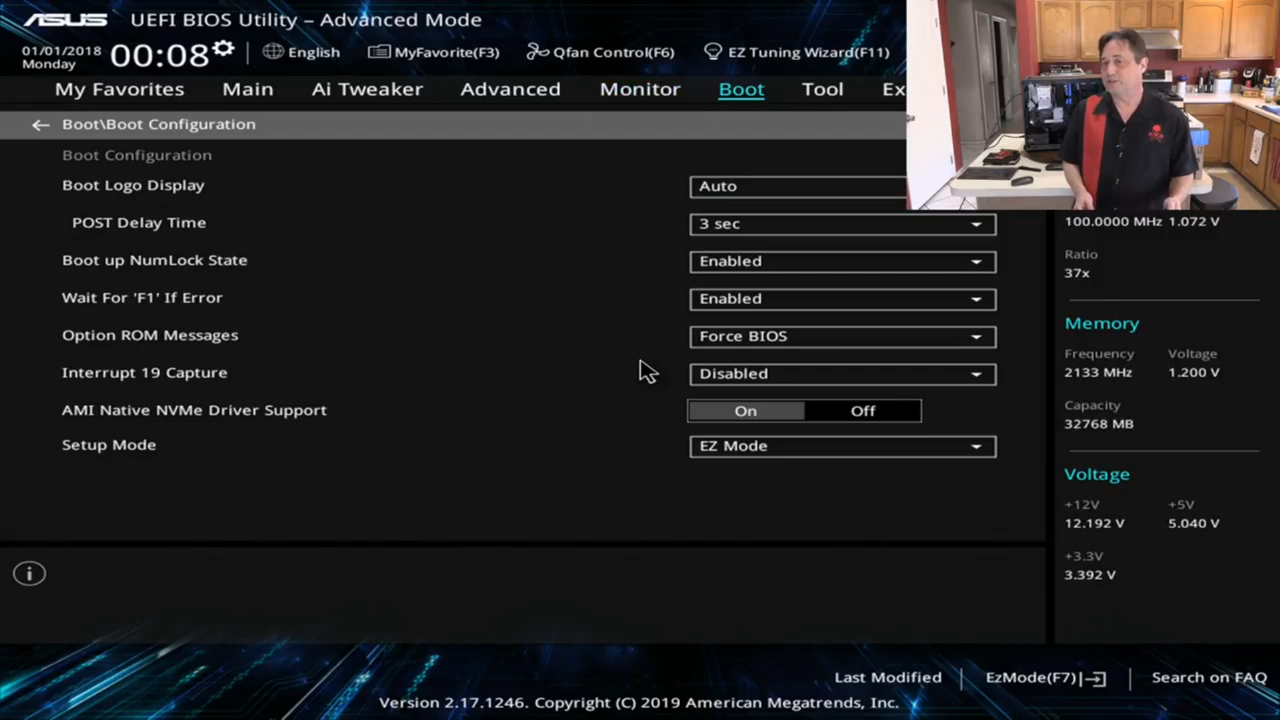 ASUS UEFI BIOS Utility – Advanced Mode
01/01/2018
Monday
00:08
English
MyFavorite(F3)
Qfan Control(F6)
EZ Tuning Wizard(F11)
My Favorites
Main
Ai Tweaker
Advanced
Monitor
Boot
Tool
Ex
Boot\Boot Configuration
Boot Configuration
Boot Logo Display
Auto
POST Delay Time
3 sec
Boot up NumLock State
Enabled
Wait For 'F1' If Error
Enabled
Option ROM Messages
Force BIOS
Interrupt 19 Capture
Disabled
AMI Native NVMe Driver Support
On
Off
Setup Mode
EZ Mode
100.0000 MHz 1.072 V
Ratio
37x
Memory
Frequency Voltage
2133 MHz 1.200 V
Capacity
32768 MB
Voltage
+12V +5V
12.192 V 5.040 V
+3.3V
3.392 V
Last Modified
EzMode(F7)
Search on FAQ
Version 2.17.1246. Copyright (C) 2019 American Megatrends, Inc.